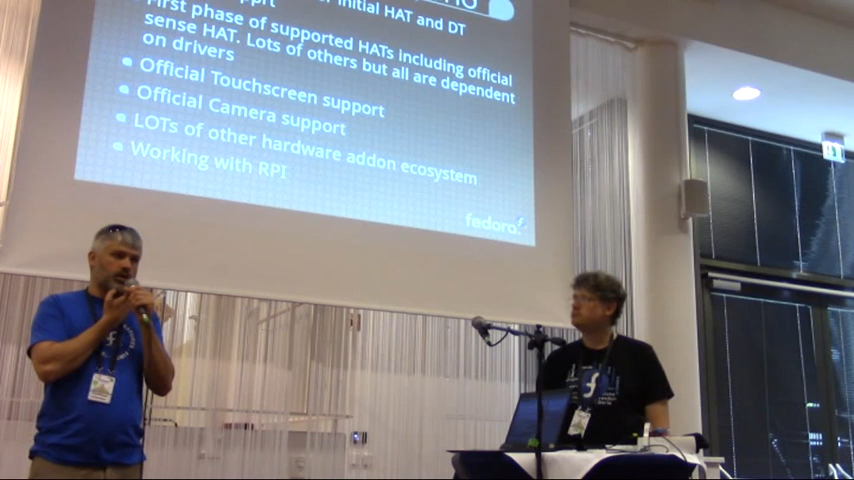 initial HAT and DT
First phase of supported HATs including official
sense HAT. Lots of others but all are dependent
on drivers
Official Touchscreen support
Official Camera support
LOTs of other hardware addon ecosystem
Working with RPI
fedora